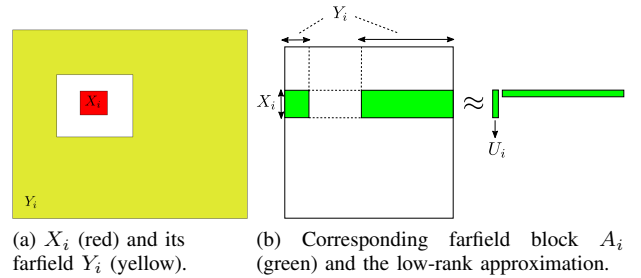 X_i
Y_i
Y_i
X_i
≈
U_i
(a) X_i (red) and its
farfield Y_i (yellow).
(b) Corresponding farfield block A_i
(green) and the low-rank approximation.